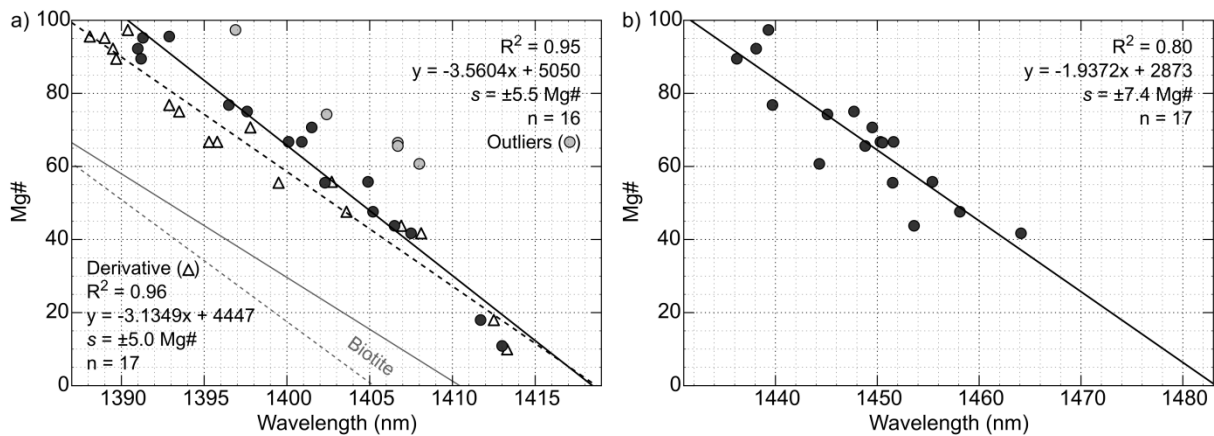 a)
100
80
60
40
20
0
Mg#
R² = 0.95
y = -3.5604x + 5050
s = ±5.5 Mg#
n = 16
Outliers ( )
Derivative ( )
R² = 0.96
y = -3.1349x + 4447
s = ±5.0 Mg#
n = 17
Biotite
1390 1395 1400 1405 1410 1415
Wavelength (nm)
b)
100
80
60
40
20
0
Mg#
R² = 0.80
y = -1.9372x + 2873
s = ±7.4 Mg#
n = 17
1440 1450 1460 1470 1480
Wavelength (nm)